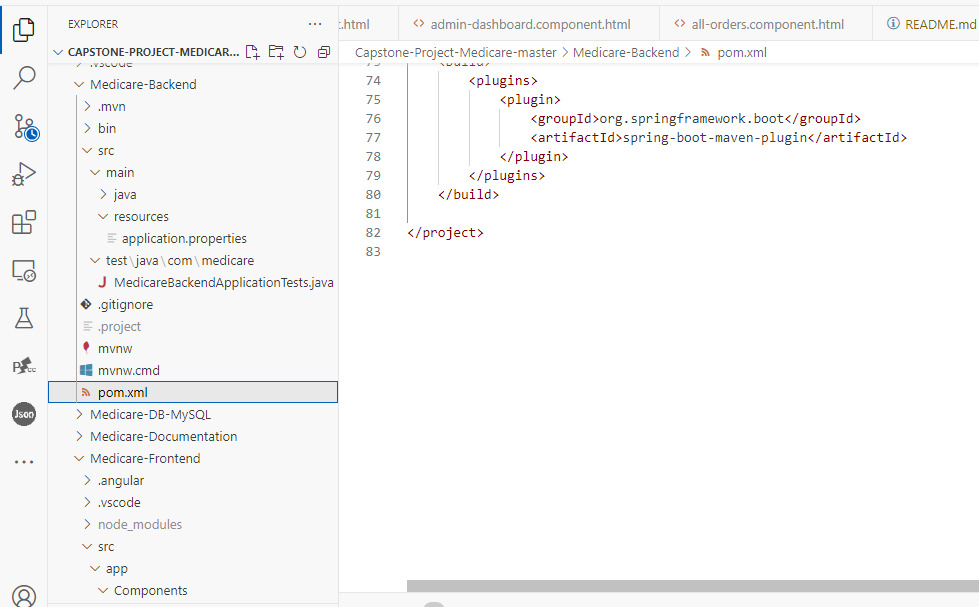 EXPLORER
CAPSTONE-PROJECT-MEDICAR...
Medicare-Backend
.mvn
bin
src
main
java
resources
application.properties
test\java\com\medicare
J MedicareBackendApplicationTests.java
.gitignore
.project
mvnw
mvnw.cmd
pom.xml
Medicare-DB-MySQL
Medicare-Documentation
Medicare-Frontend
.angular
.vscode
node_modules
src
app
Components
Json
t.html
<> admin-dashboard.component.html
<> all-orders.component.html
README.md
Capstone-Project-Medicare-master > Medicare-Backend > pom.xml
74 <plugins>
75 <plugin>
76 <groupId>org.springframework.boot</groupId>
77 <artifactId>spring-boot-maven-plugin</artifactId>
78 </plugin>
79 </plugins>
80 </build>
81
82 </project>
83